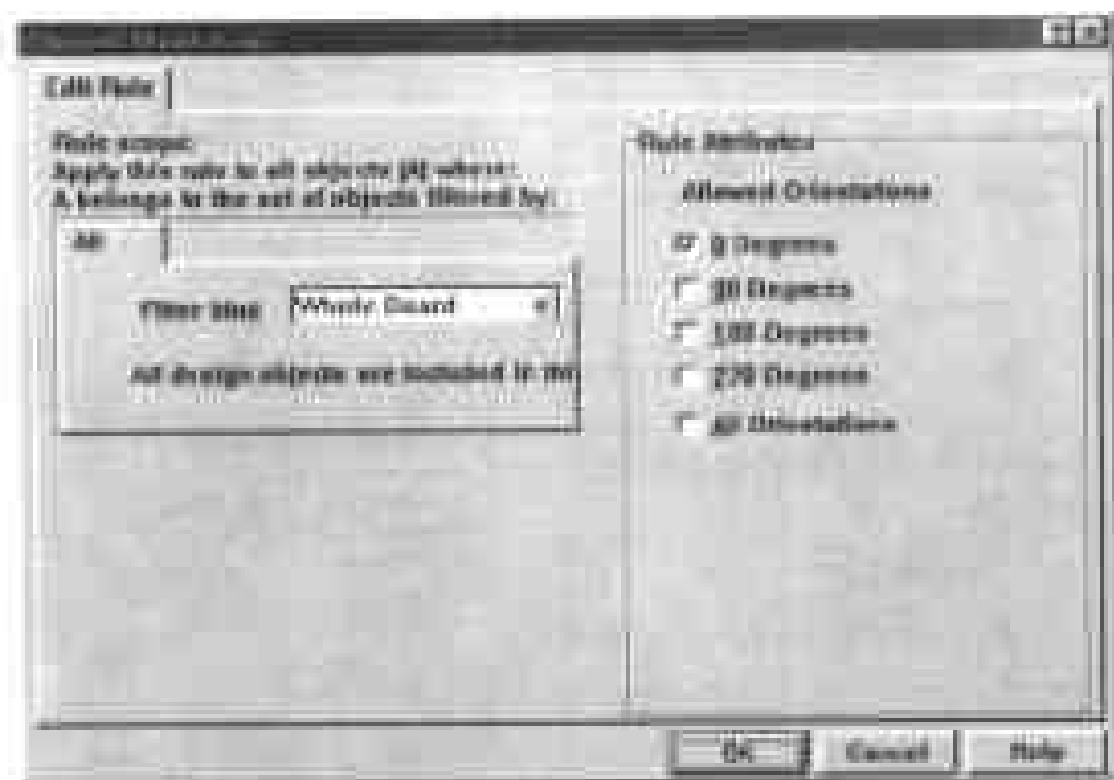 Edit Rule
Rule scope:
Apply this rule to all objects (A) where:
A belongs to the set of objects filtered by:
All
Filter kind
Whole Board
All design objects are included in the
Rule Attributes
Allowed Orientations
0 Degrees
90 Degrees
180 Degrees
270 Degrees
All Orientations
OK
Cancel
Help